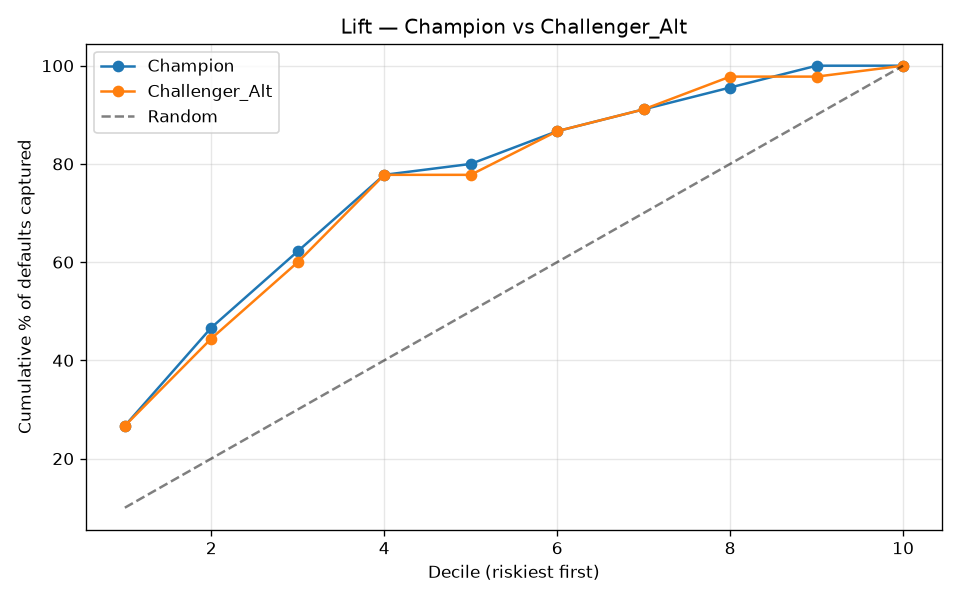 Lift — Champion vs Challenger_Alt
Champion
Challenger_Alt
Random
Cumulative % of defaults captured
100
80
60
40
20
2 4 6 8 10
Decile (riskiest first)